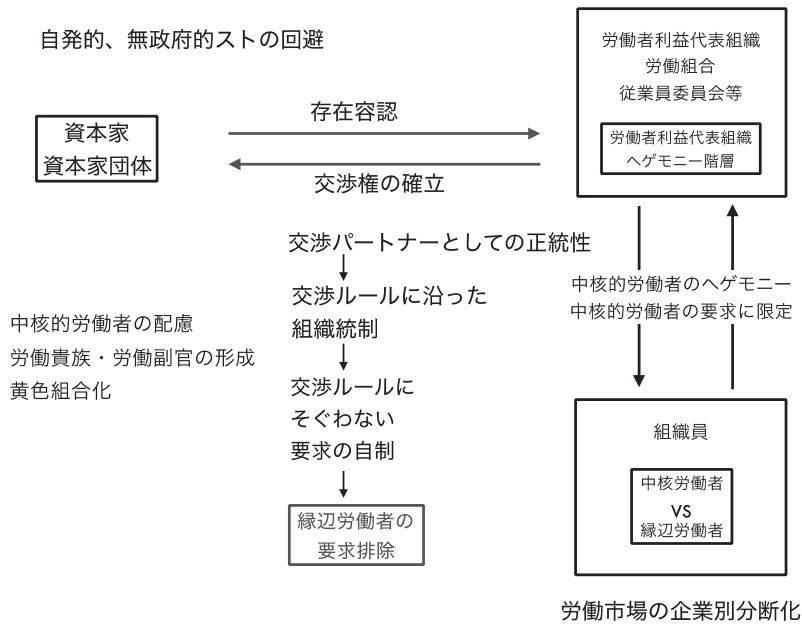 自発的、無政府的ストの回避
労働者利益代表組織
労働組合
従業員委員会等
労働者利益代表組織
ヘゲモニー階層
資本家
資本家団体
存在容認
交渉権の確立
交渉パートナーとしての正統性
交渉ルールに沿った
組織統制
交渉ルールに
そぐわない
要求の自制
縁辺労働者の
要求排除
中核的労働者の配慮
労働貴族・労働副官の形成
黄色組合化
中核的労働者のヘゲモニー
中核的労働者の要求に限定
組織員
中核労働者
VS
縁辺労働者
労働市場の企業別分断化